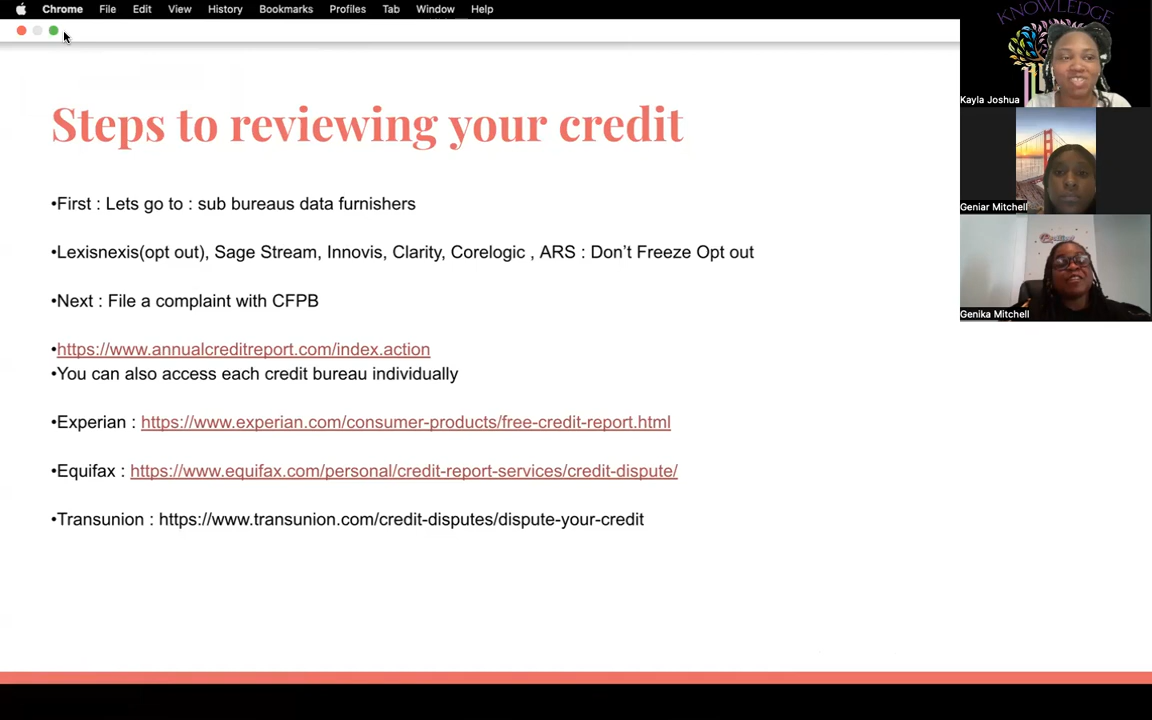 Chrome File Edit View History Bookmarks Profiles Tab Window Help
KNOWLEDGE
Kayla Joshua
Steps to reviewing your credit
•First : Lets go to : sub bureaus data furnishers
Geniar Mitchell
•Lexisnexis(opt out), Sage Stream, Innovis, Clarity, Corelogic , ARS : Don’t Freeze Opt out
•Next : File a complaint with CFPB
Genika Mitchell
•https://www.annualcreditreport.com/index.action
•You can also access each credit bureau individually
•Experian : https://www.experian.com/consumer-products/free-credit-report.html
•Equifax : https://www.equifax.com/personal/credit-report-services/credit-dispute/
•Transunion : https://www.transunion.com/credit-disputes/dispute-your-credit